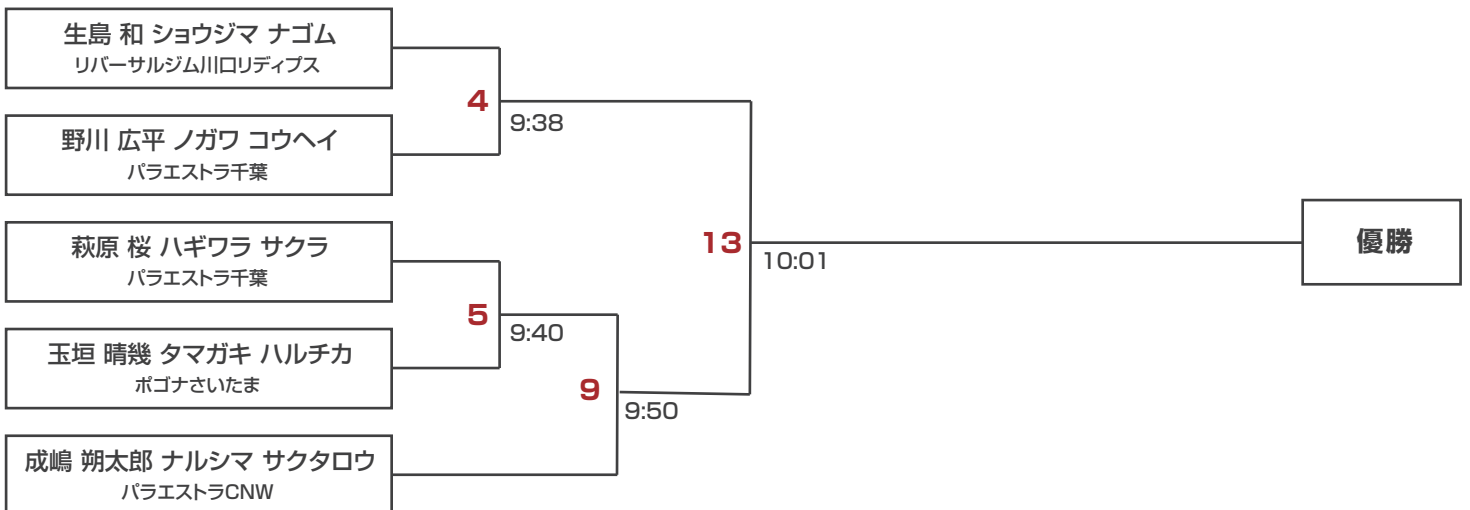 生島 和 ショウジマ ナゴム
リバーサルジム川口リディプス
4
9:38
野川 広平 ノガワ コウヘイ
パラエストラ千葉
萩原 桜 ハギワラ サクラ
パラエストラ千葉
13
10:01
優勝
5
9:40
玉垣 晴幾 タマガキ ハルチカ
ポゴナさいたま
9
9:50
成嶋 朔太郎 ナルシマ サクタロウ
パラエストラCNW